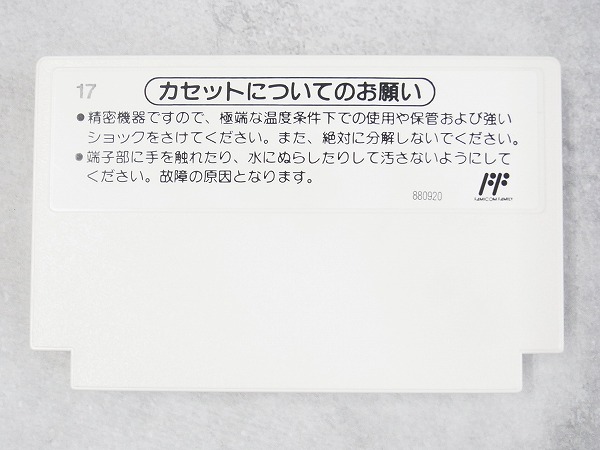 17
カセットについてのお願い
●精密機器ですので、極端な温度条件下での使用や保管および強い
ショックをさけてください。また、絶対に分解しないでください。
●端子部に手を触れたり、水にぬらしたりして汚さないようにして
ください。故障の原因となります。
880920
FAMICOM FAMILY